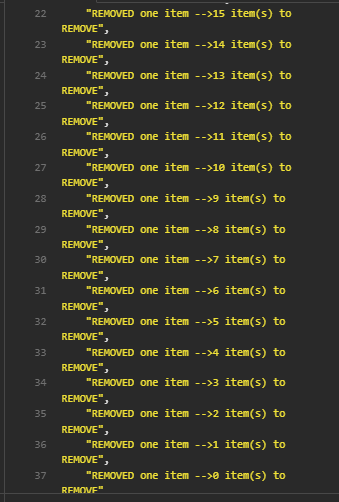 22 "REMOVED one item -->15 item(s) to
REMOVE",
23 "REMOVED one item -->14 item(s) to
REMOVE",
24 "REMOVED one item -->13 item(s) to
REMOVE",
25 "REMOVED one item -->12 item(s) to
REMOVE",
26 "REMOVED one item -->11 item(s) to
REMOVE",
27 "REMOVED one item -->10 item(s) to
REMOVE",
28 "REMOVED one item -->9 item(s) to
REMOVE",
29 "REMOVED one item -->8 item(s) to
REMOVE",
30 "REMOVED one item -->7 item(s) to
REMOVE",
31 "REMOVED one item -->6 item(s) to
REMOVE",
32 "REMOVED one item -->5 item(s) to
REMOVE",
33 "REMOVED one item -->4 item(s) to
REMOVE",
34 "REMOVED one item -->3 item(s) to
REMOVE",
35 "REMOVED one item -->2 item(s) to
REMOVE",
36 "REMOVED one item -->1 item(s) to
REMOVE",
37 "REMOVED one item -->0 item(s) to
REMOVE"